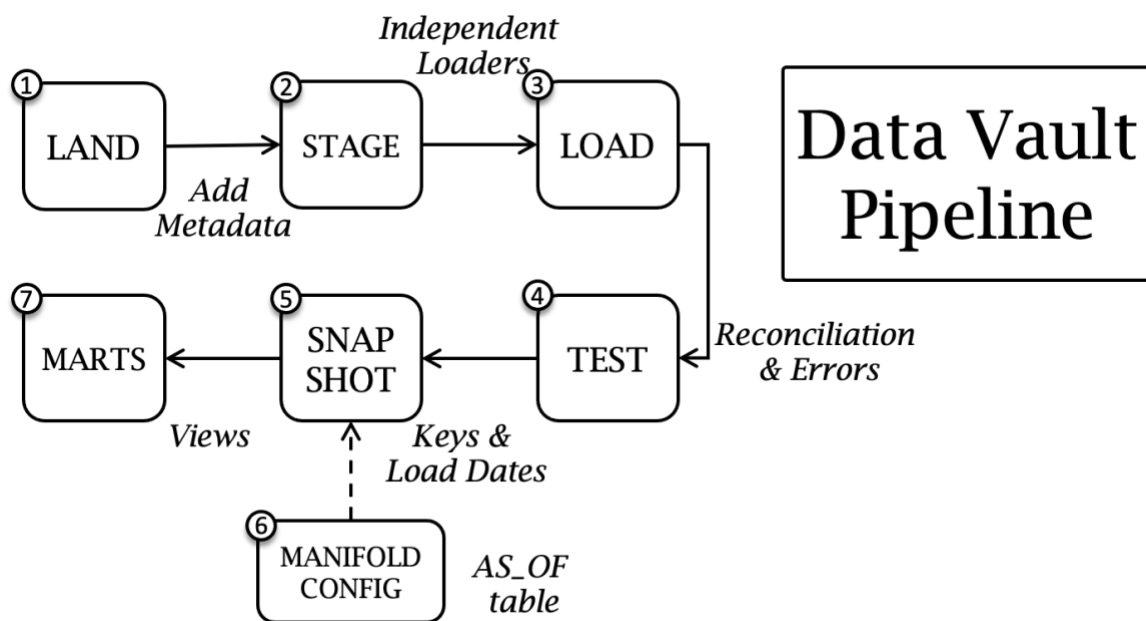 Independent
Loaders
1
LAND
Add
Metadata
2
STAGE
3
LOAD
Data Vault
Pipeline
Reconciliation
& Errors
4
TEST
Keys &
Load Dates
5
SNAP
SHOT
Views
7
MARTS
6
MANIFOLD
CONFIG
AS_OF
table